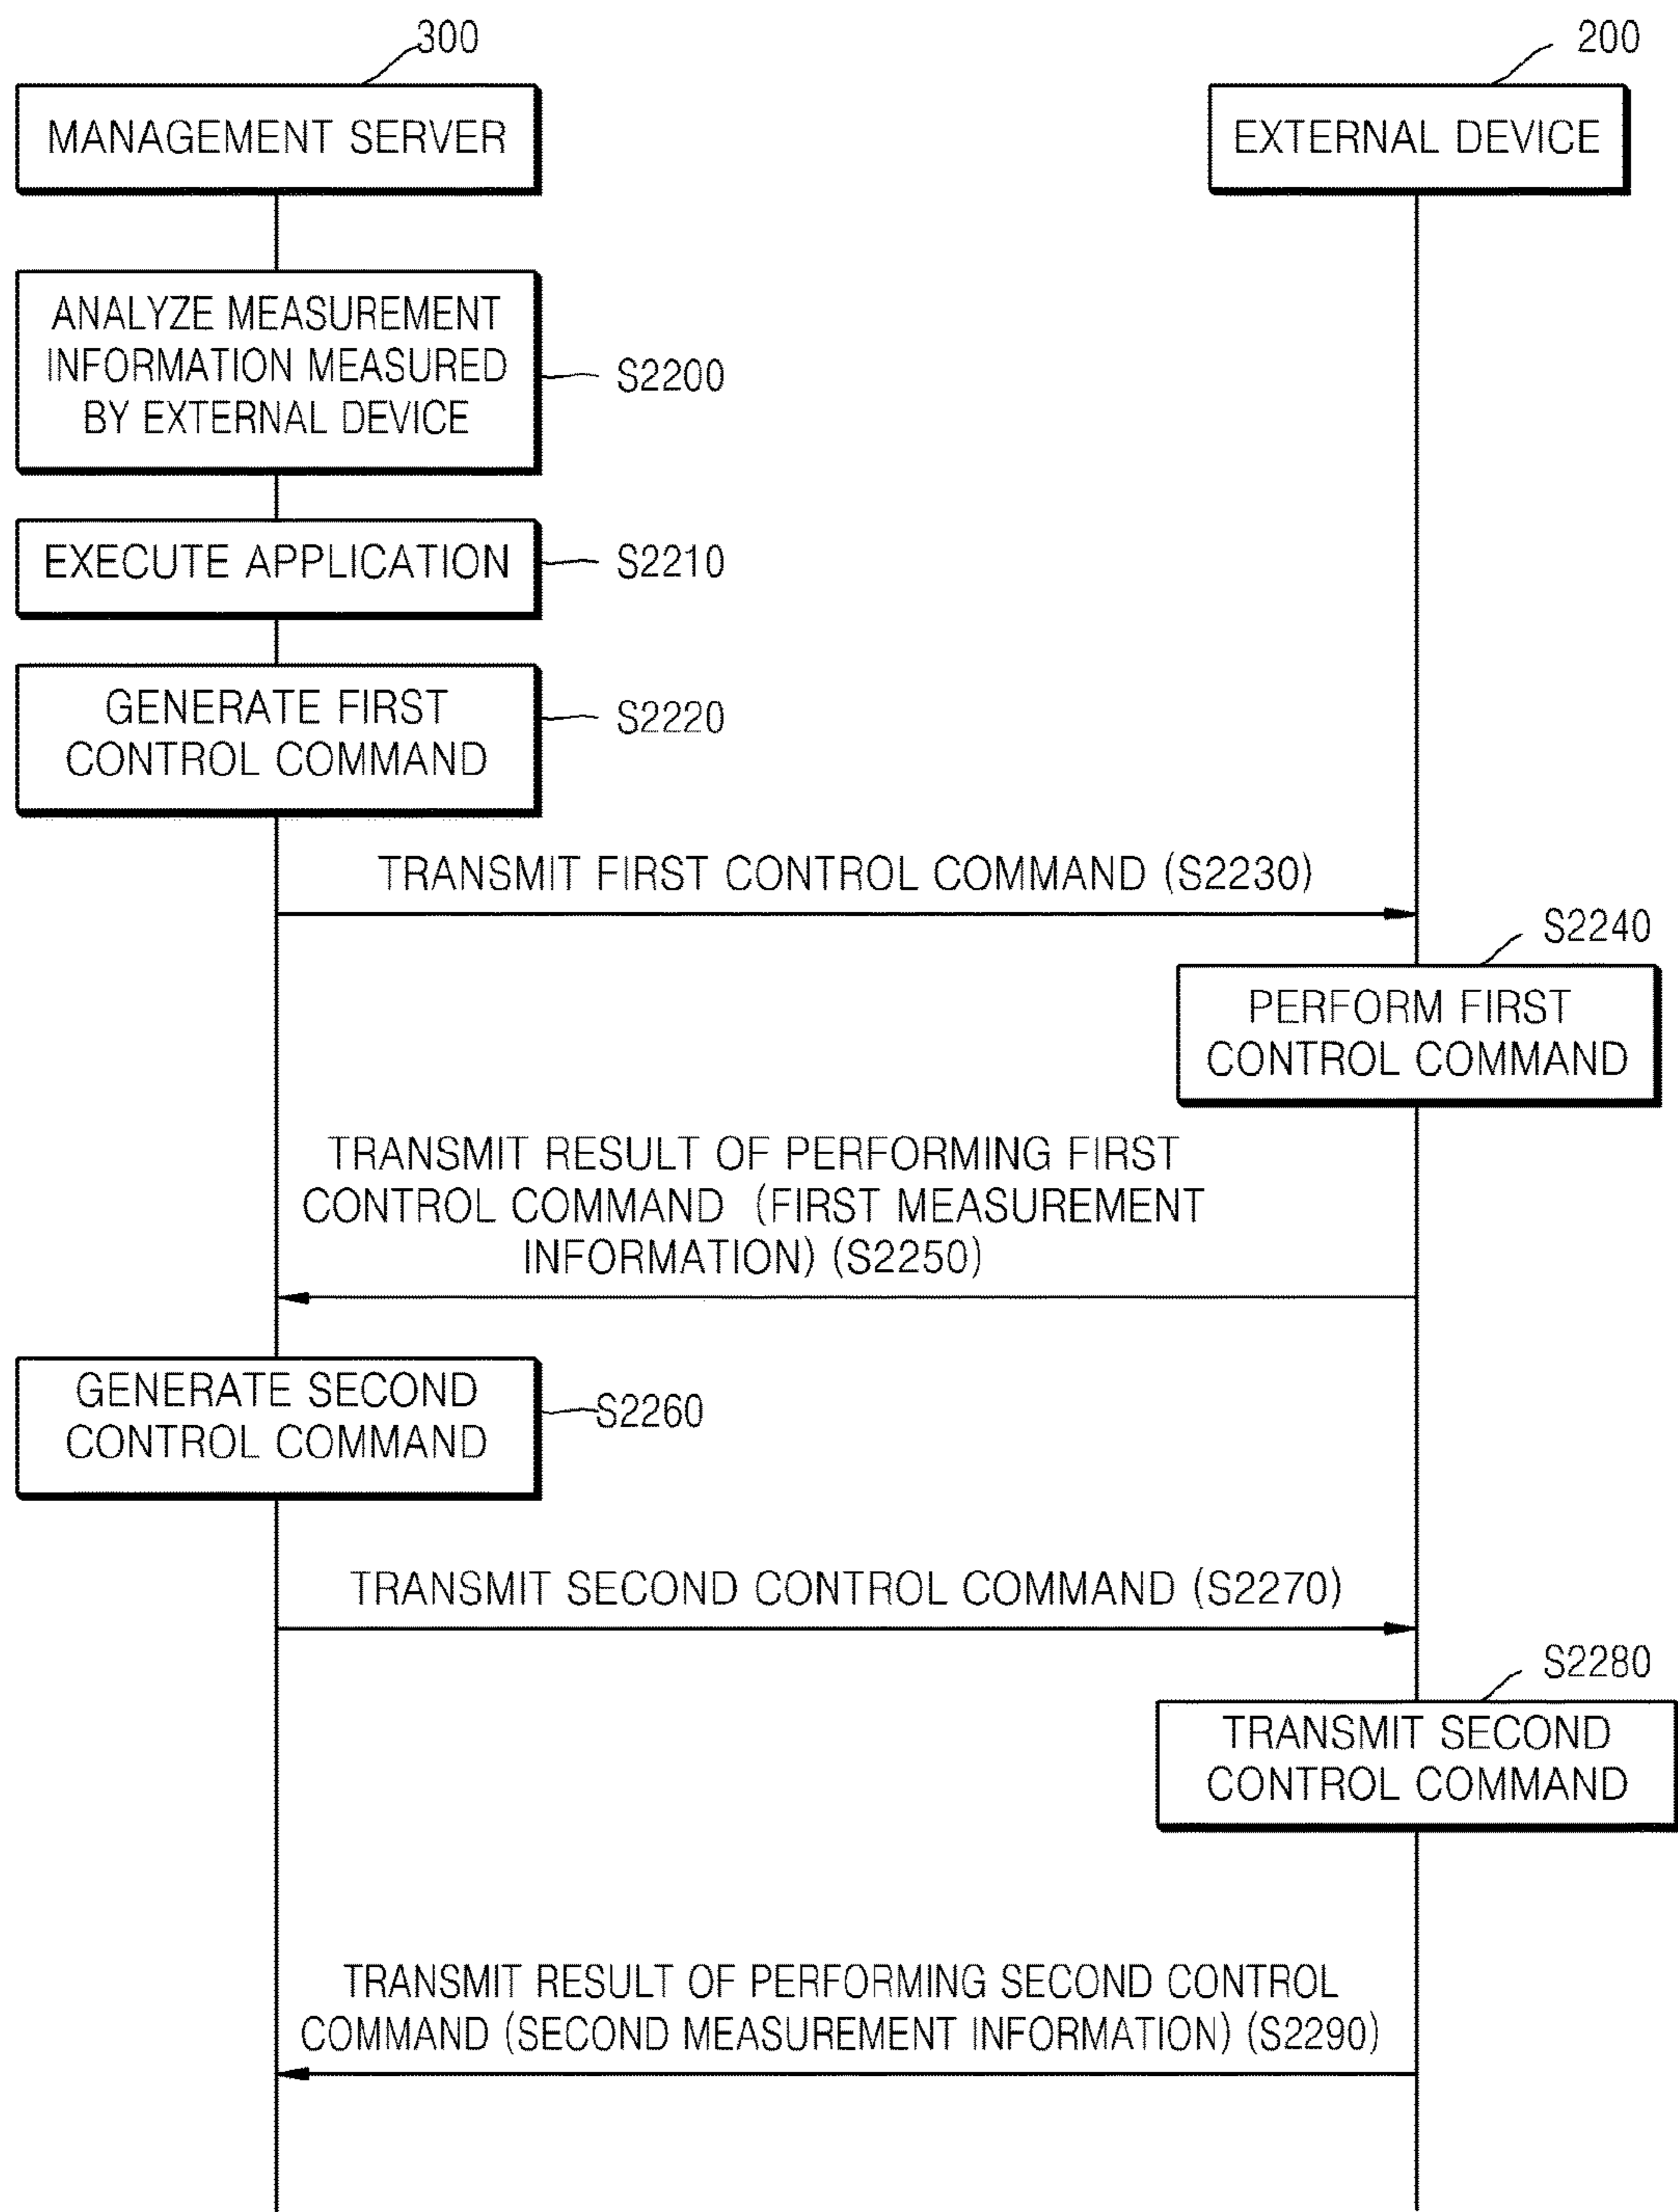 300
200
MANAGEMENT SERVER
EXTERNAL DEVICE
ANALYZE MEASUREMENT
INFORMATION MEASURED
BY EXTERNAL DEVICE
S2200
EXECUTE APPLICATION
S2210
GENERATE FIRST
CONTROL COMMAND
S2220
TRANSMIT FIRST CONTROL COMMAND (S2230)
S2240
PERFORM FIRST
CONTROL COMMAND
TRANSMIT RESULT OF PERFORMING FIRST
CONTROL COMMAND (FIRST MEASUREMENT
INFORMATION) (S2250)
GENERATE SECOND
CONTROL COMMAND
S2260
TRANSMIT SECOND CONTROL COMMAND (S2270)
S2280
TRANSMIT SECOND
CONTROL COMMAND
TRANSMIT RESULT OF PERFORMING SECOND CONTROL
COMMAND (SECOND MEASUREMENT INFORMATION) (S2290)